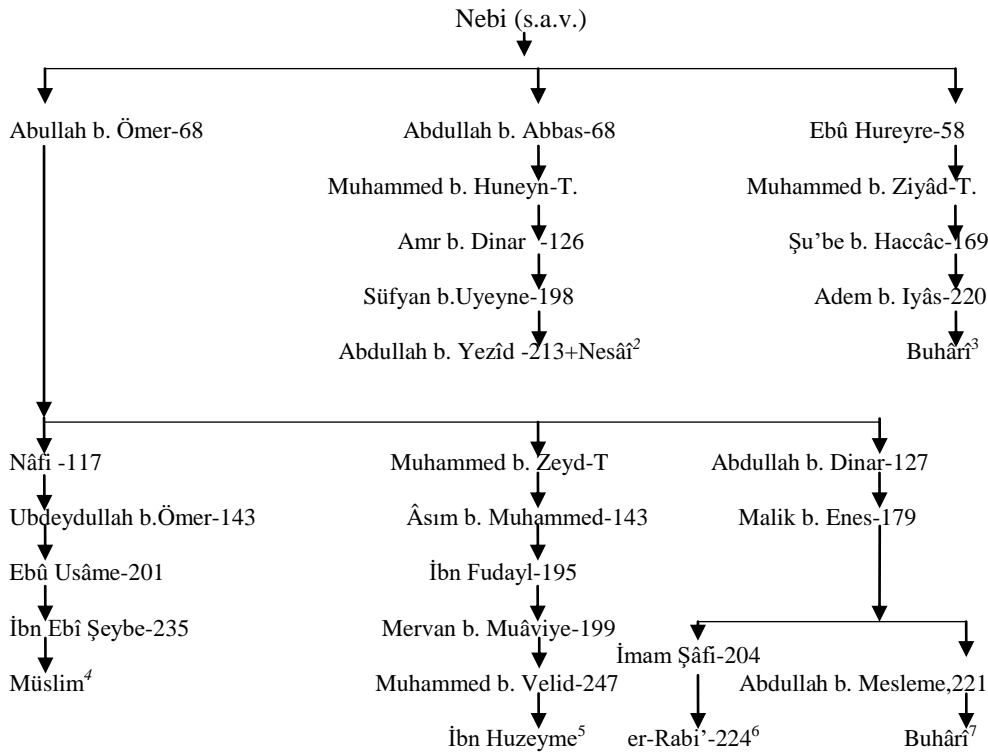 Nebi (s.a.v.)
Abullah b. Ömer-68 Abdullah b. Abbas-68 Ebû Hureyre-58
Muhammed b. Huneyn-T. Muhammed b. Ziyâd-T.
Amr b. Dinar -126 Şu’be b. Haccâc-169
Süfyan b.Uyeyne-198 Adem b. Iyâs-220
Abdullah b. Yezîd -213+Nesâî2 Buhârî3
Nâfi -117 Muhammed b. Zeyd-T Abdullah b. Dinar-127
Ubdeydullah b.Ömer-143 Âsım b. Muhammed-143 Malik b. Enes-179
Ebû Usâme-201 İbn Fudayl-195
İbn Ebî Şeybe-235 Mervan b. Muâviye-199
İmam Şâfi-204
Müslim4 Muhammed b. Velid-247 Abdullah b. Mesleme,221
İbn Huzeyme5 er-Rabi’-2246 Buhârî7